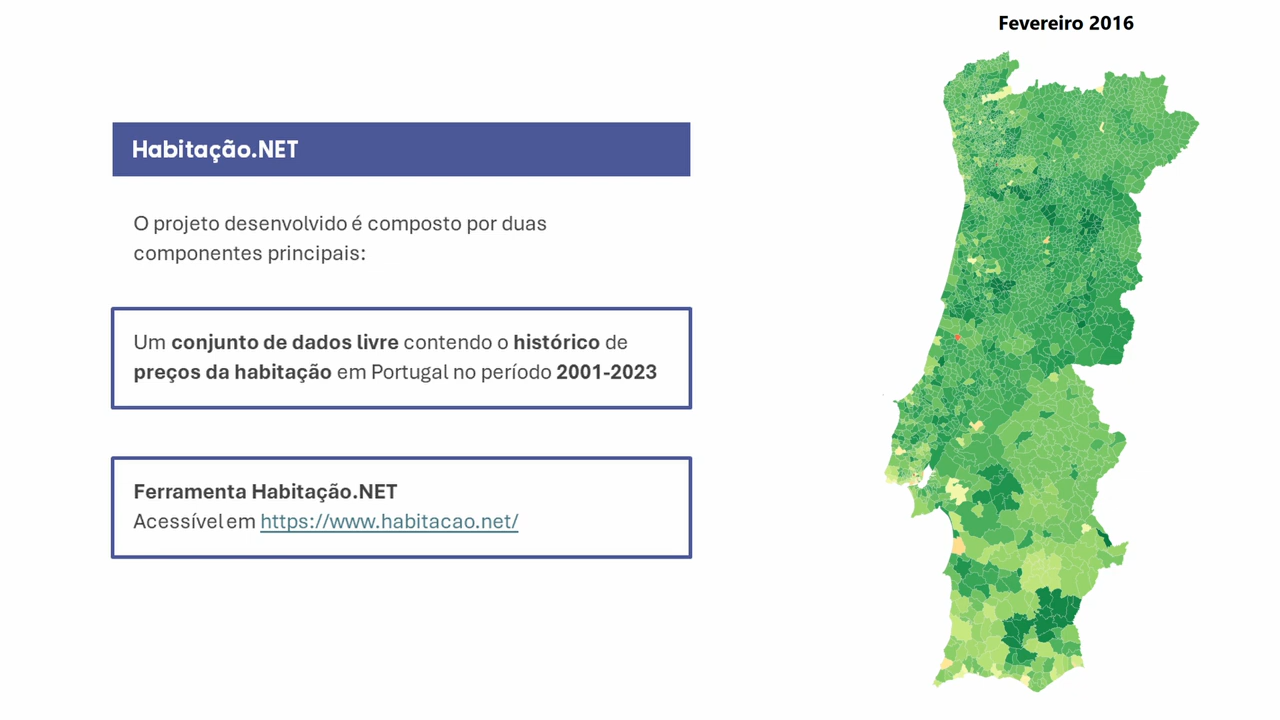 Fevereiro 2016
Habitação.NET
O projeto desenvolvido é composto por duas
componentes principais:
Um conjunto de dados livre contendo o histórico de
preços da habitação em Portugal no período 2001-2023
Ferramenta Habitação.NET
Acessível em https://www.habitacao.net/